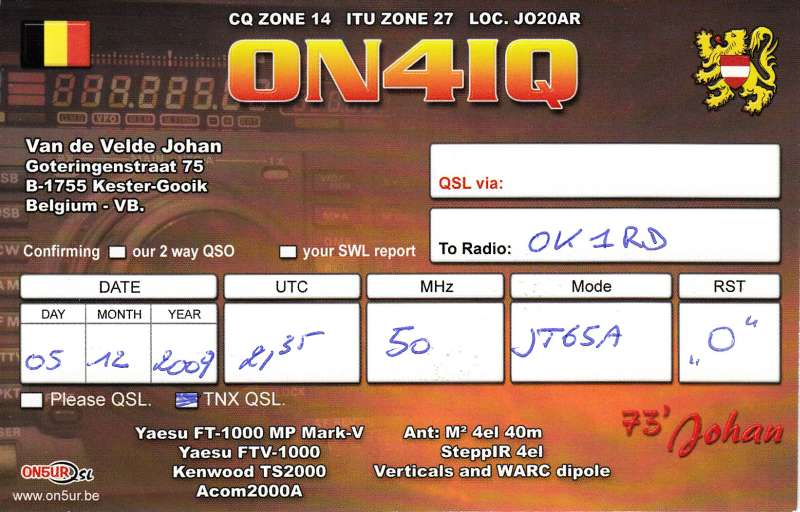 CQ ZONE 14 ITU ZONE 27 LOC. JO20AR
ON4IQ
Van de Velde Johan
Goteringenstraat 75
B-1755 Kester-Gooik
Belgium - VB.
QSL via:
To Radio: OK1RD
Confirming our 2 way QSO your SWL report
DATE UTC MHz Mode RST
DAY MONTH YEAR
05 12 2009 21,35 50 JT65A „O"
Please QSL. TNX QSL.
73' Johan
Yaesu FT-1000 MP Mark-V Ant: M² 4el 40m
Yaesu FTV-1000 SteppIR 4el
Kenwood TS2000 Verticals and WARC dipole
Acom2000A
ON5UR QSL
www.on5ur.be